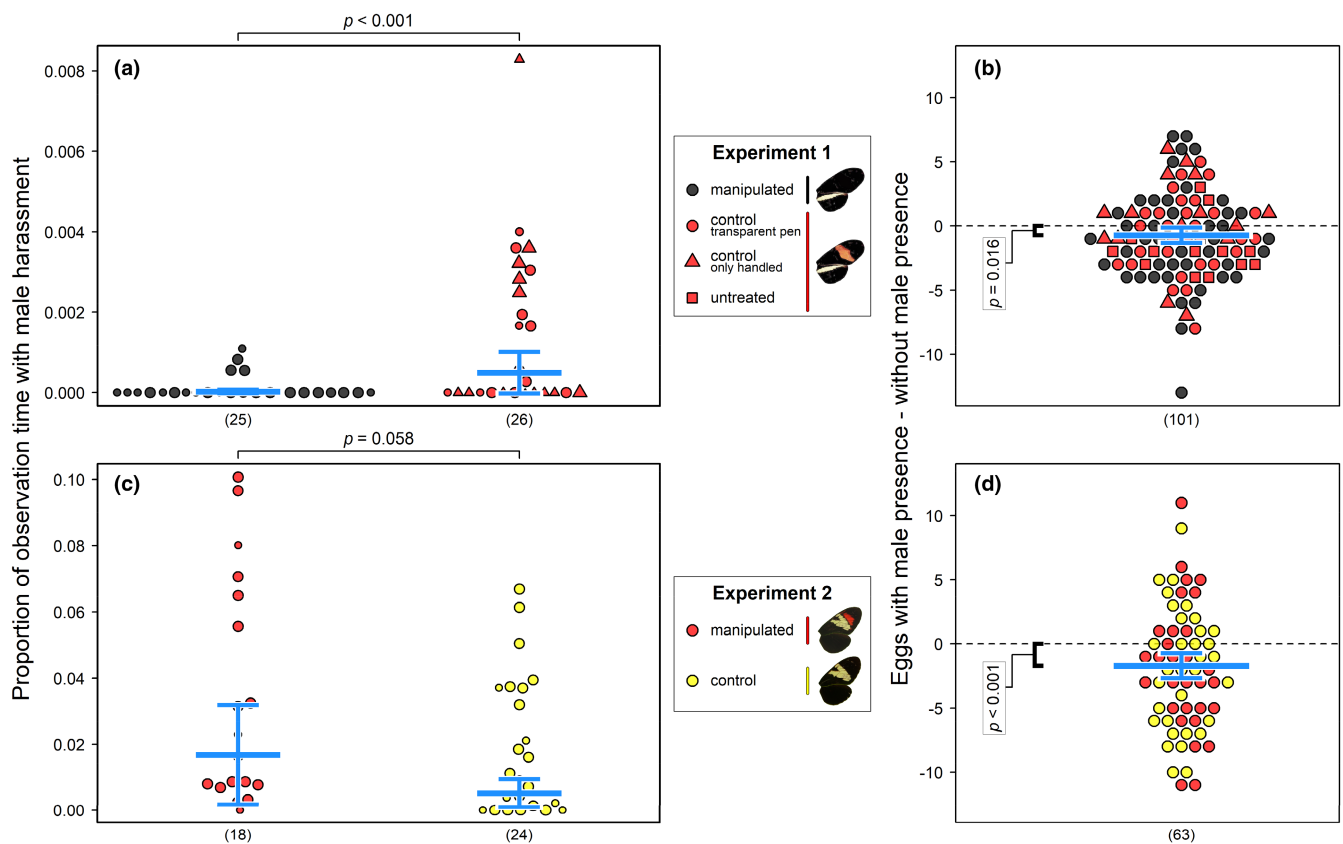 p < 0.001
(a)
Proportion of observation time with male harassment
0.008
0.006
0.004
0.002
0.000
(25)
(26)
Experiment 1
manipulated
control
transparent pen
control
only handled
untreated
(b)
Eggs with male presence - without male presence
10
5
0
-5
-10
p = 0.016
(101)
p = 0.058
(c)
0.10
0.08
0.06
0.04
0.02
0.00
(18)
(24)
Experiment 2
manipulated
control
(d)
10
5
0
-5
-10
p < 0.001
(63)